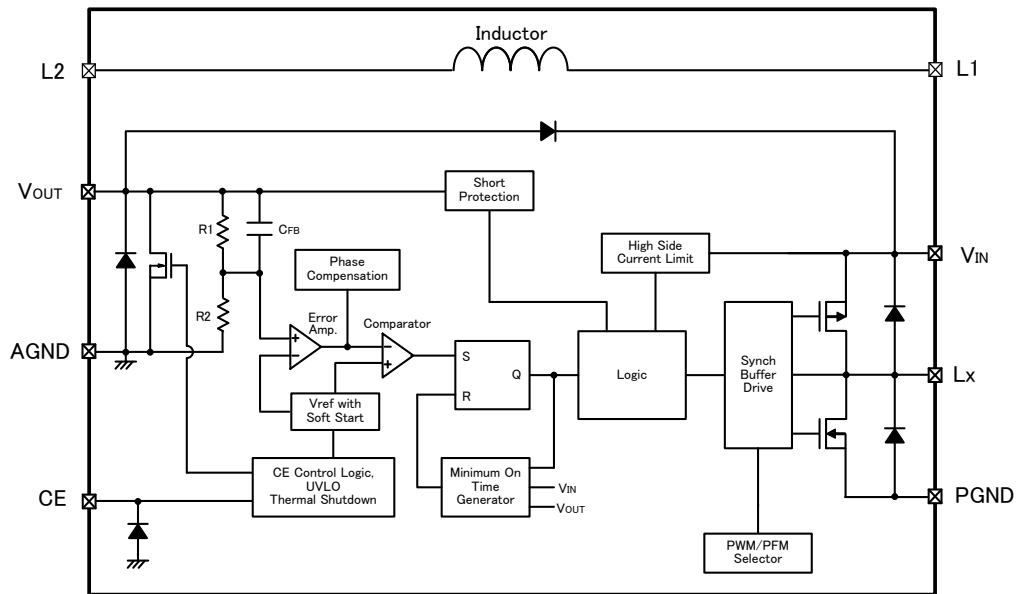 Inductor
L2
L1
VOUT
Short
Protection
R1
CFB
High Side
Current Limit
Phase
Compensation
VIN
R2
Error
Amp.
Comparator
AGND
+
−
−
+
S
Q
R
Logic
Synch
Buffer
Drive
Lx
Vref with
Soft Start
CE Control Logic,
UVLO
Thermal Shutdown
Minimum On
Time
Generator
VIN
VOUT
CE
PGND
PWM/PFM
Selector